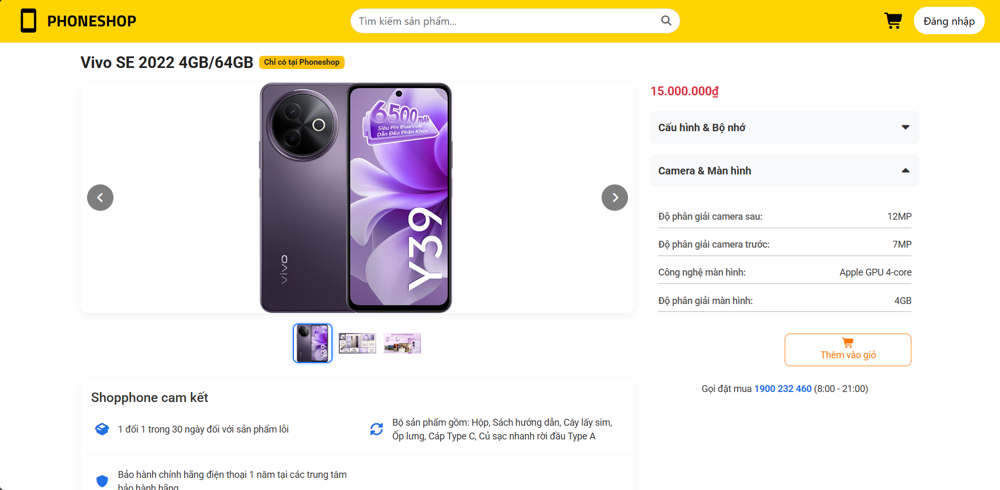 PHONESHOP
Tìm kiếm sản phẩm...
Đăng nhập
Vivo SE 2022 4GB/64GB
Chỉ có tại Phoneshop
6500mAh
Siêu Pin BlueVolt
Dẫn Đầu Phân Khúc
Y39
vivo
15.000.000₫
Cấu hình & Bộ nhớ
Camera & Màn hình
Độ phân giải camera sau: 12MP
Độ phân giải camera trước: 7MP
Công nghệ màn hình: Apple GPU 4-core
Độ phân giải màn hình: 4GB
Thêm vào giỏ
Gọi đặt mua 1900 232 460 (8:00 - 21:00)
Y39
Shopphone cam kết
1 đổi 1 trong 30 ngày đối với sản phẩm lỗi
Bộ sản phẩm gồm: Hộp, Sách hướng dẫn, Cây lấy sim,
Ốp lưng, Cáp Type C, Củ sạc nhanh rời đầu Type A
Bảo hành chính hãng điện thoại 1 năm tại các trung tâm
bảo hành hãng